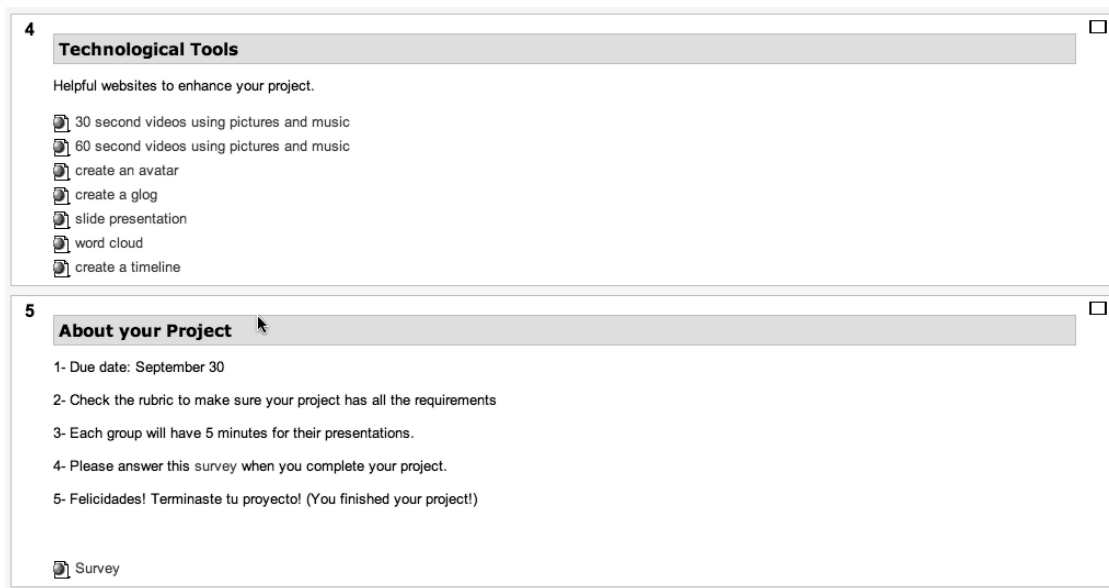 4
Technological Tools
Helpful websites to enhance your project.
30 second videos using pictures and music
60 second videos using pictures and music
create an avatar
create a glog
slide presentation
word cloud
create a timeline
5
About your Project
1- Due date: September 30
2- Check the rubric to make sure your project has all the requirements
3- Each group will have 5 minutes for their presentations.
4- Please answer this survey when you complete your project.
5- Felicidades! Terminaste tu proyecto! (You finished your project!)
Survey